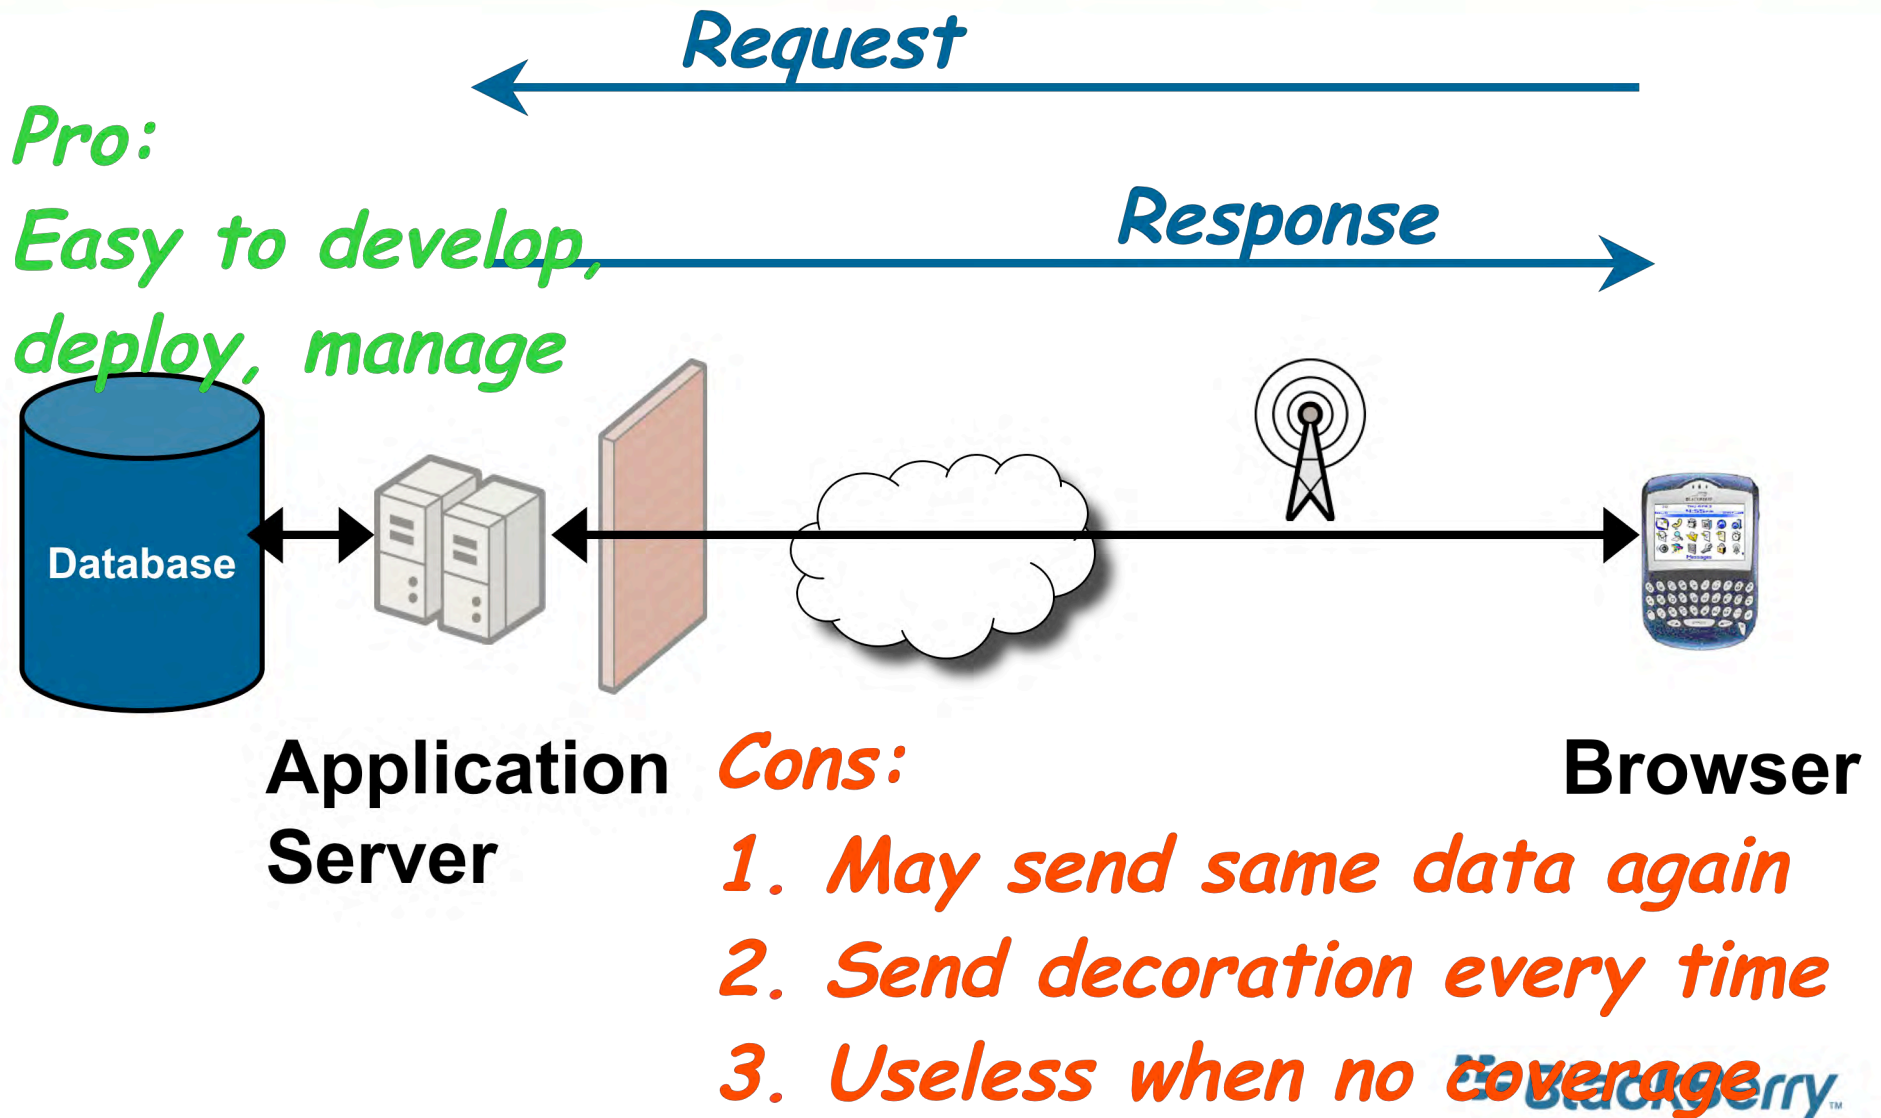 Request
Pro:
Easy to develop,
deploy, manage
Response
Database
Application
Server
Browser
Cons:
1. May send same data again
2. Send decoration every time
3. Useless when no coverage
BlackBerry™